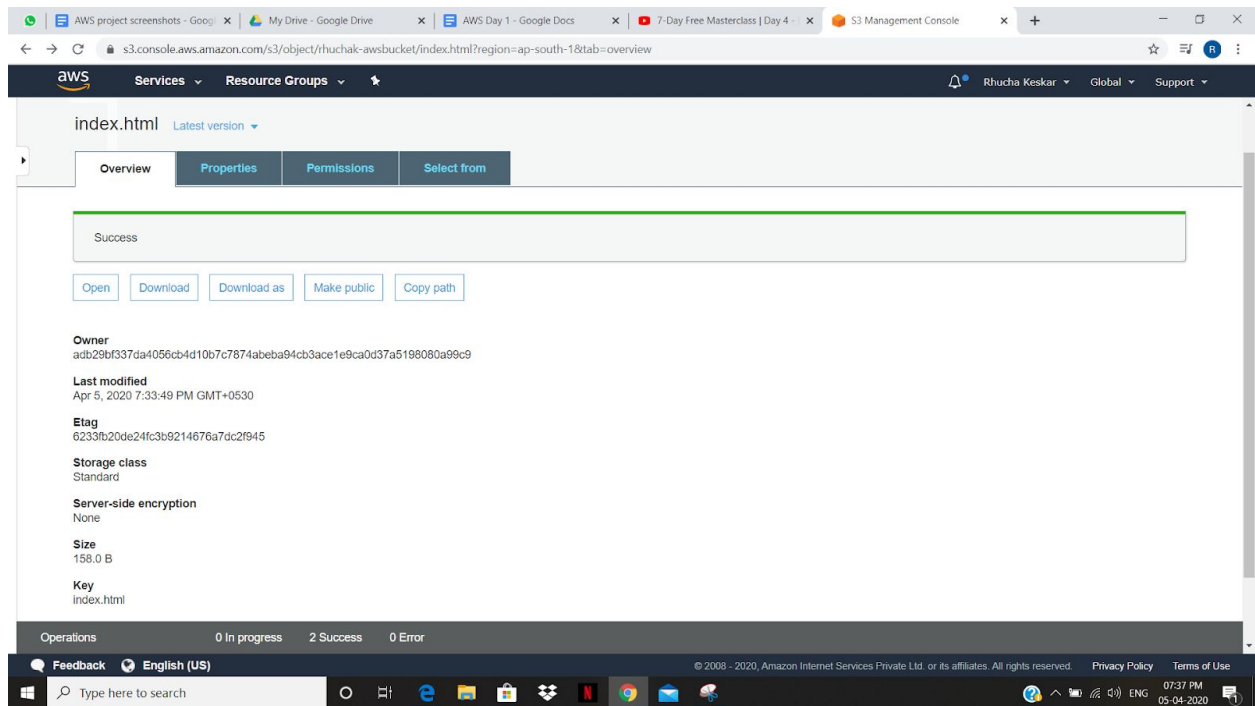 AWS project screenshots - Goog
My Drive - Google Drive
AWS Day 1 - Google Docs
7-Day Free Masterclass | Day 4 -
S3 Management Console
s3.console.aws.amazon.com/s3/object/rhuchak-awsbucket/index.html?region=ap-south-1&tab=overview
R
aws Services Resource Groups Rhucha Keskar Global Support
index.html Latest version
Overview Properties Permissions Select from
Success
Open Download Download as Make public Copy path
Owner
adb29bf337da4056cb4d10b7c7874abeba94cb3ace1e9ca0d37a5198080a99c9
Last modified
Apr 5, 2020 7:33:49 PM GMT+0530
Etag
6233fb20de24fc3b9214676a7dc2f945
Storage class
Standard
Server-side encryption
None
Size
158.0 B
Key
index.html
Operations 0 In progress 2 Success 0 Error
Feedback English (US) © 2008 - 2020, Amazon Internet Services Private Ltd. or its affiliates. All rights reserved. Privacy Policy Terms of Use
Type here to search ENG 07:37 PM
05-04-2020